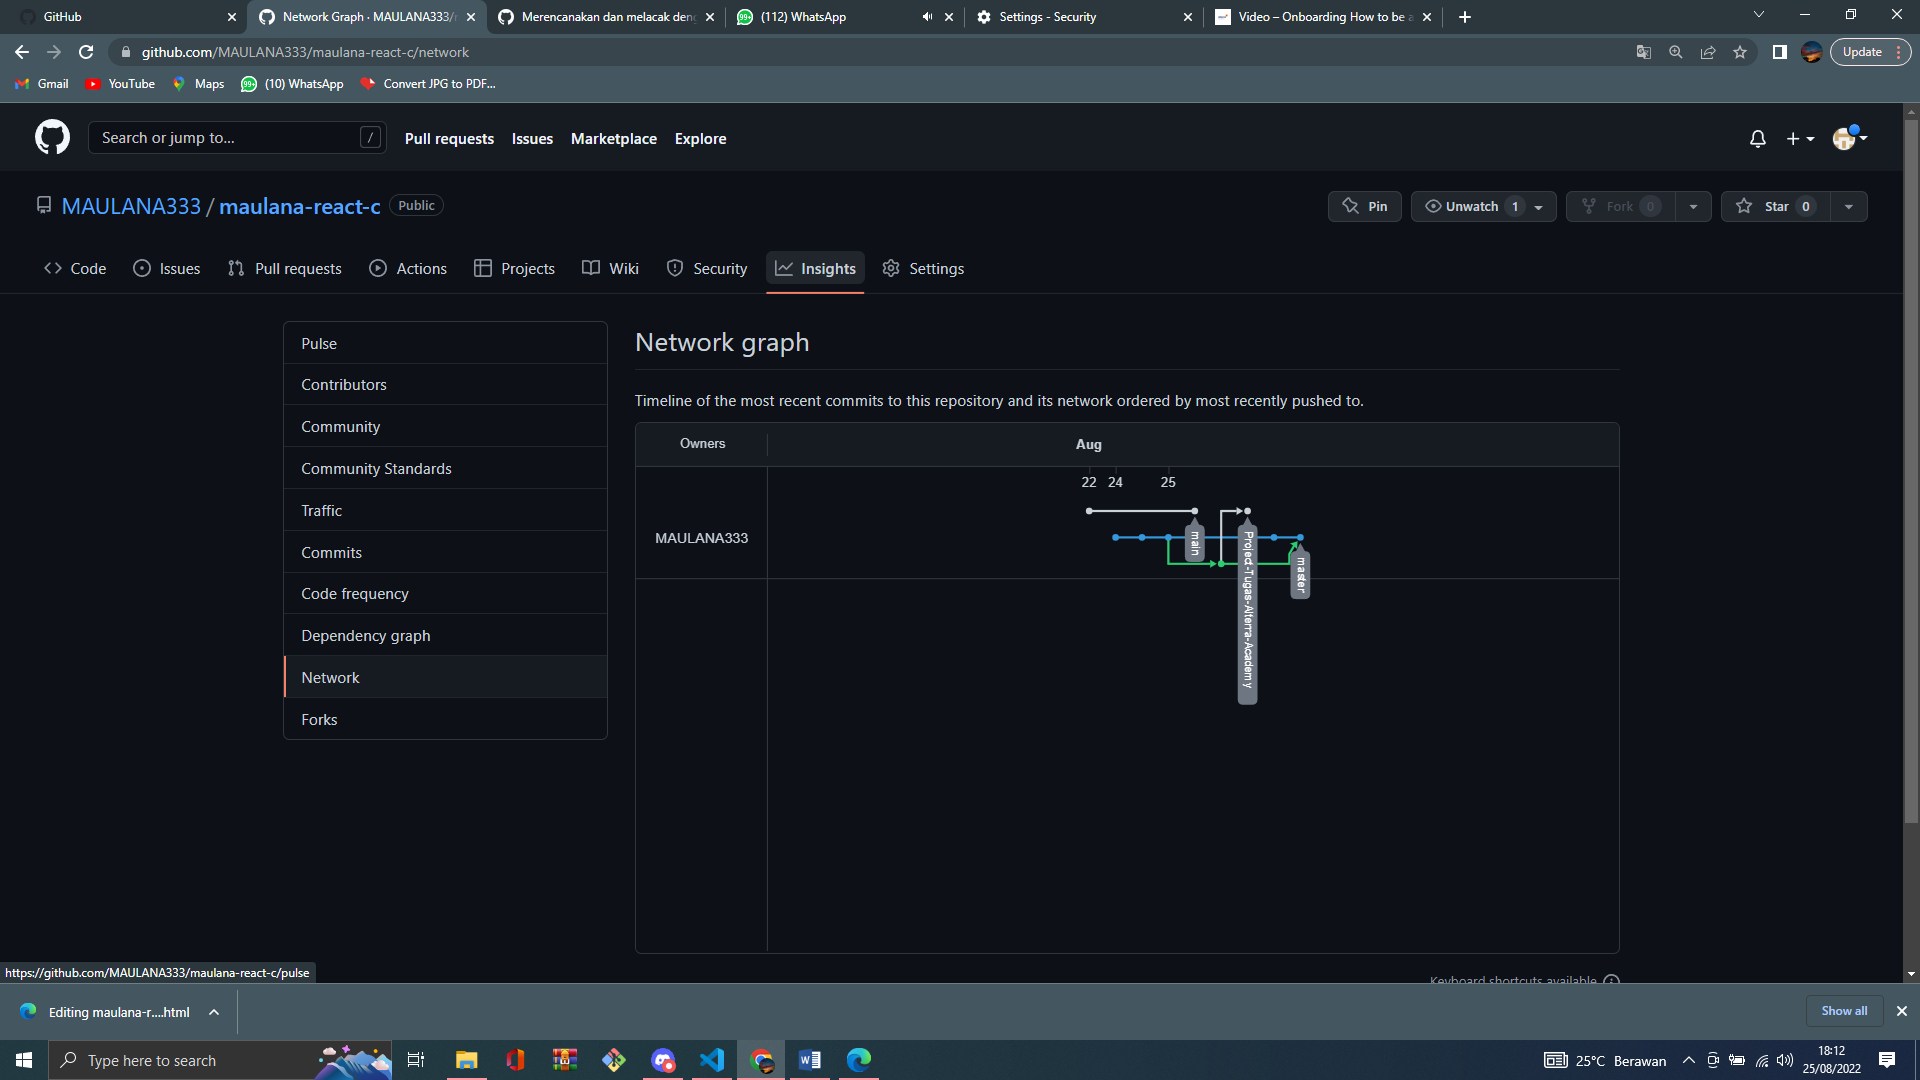 GitHub
Network Graph · MAULANA333/
Merencanakan dan melacak den
(112) WhatsApp
Settings - Security
Video – Onboarding How to be a
github.com/MAULANA333/maulana-react-c/network
Update
Gmail
YouTube
Maps
99+
(10) WhatsApp
Convert JPG to PDF...
Search or jump to...
/
Pull requests
Issues
Marketplace
Explore
MAULANA333 / maulana-react-c
Public
Pin
Unwatch 1
Fork 0
Star 0
Code
Issues
Pull requests
Actions
Projects
Wiki
Security
Insights
Settings
Pulse
Contributors
Community
Community Standards
Traffic
Commits
Code frequency
Dependency graph
Network
Forks
Network graph
Timeline of the most recent commits to this repository and its network ordered by most recently pushed to.
Owners
Aug
22 24 25
MAULANA333
main
Project-Tugas-Alterra-Academy
master
Keyboard shortcuts available
https://github.com/MAULANA333/maulana-react-c/pulse
Editing maulana-r....html
Show all
Type here to search
25°C Berawan
18:12
25/08/2022